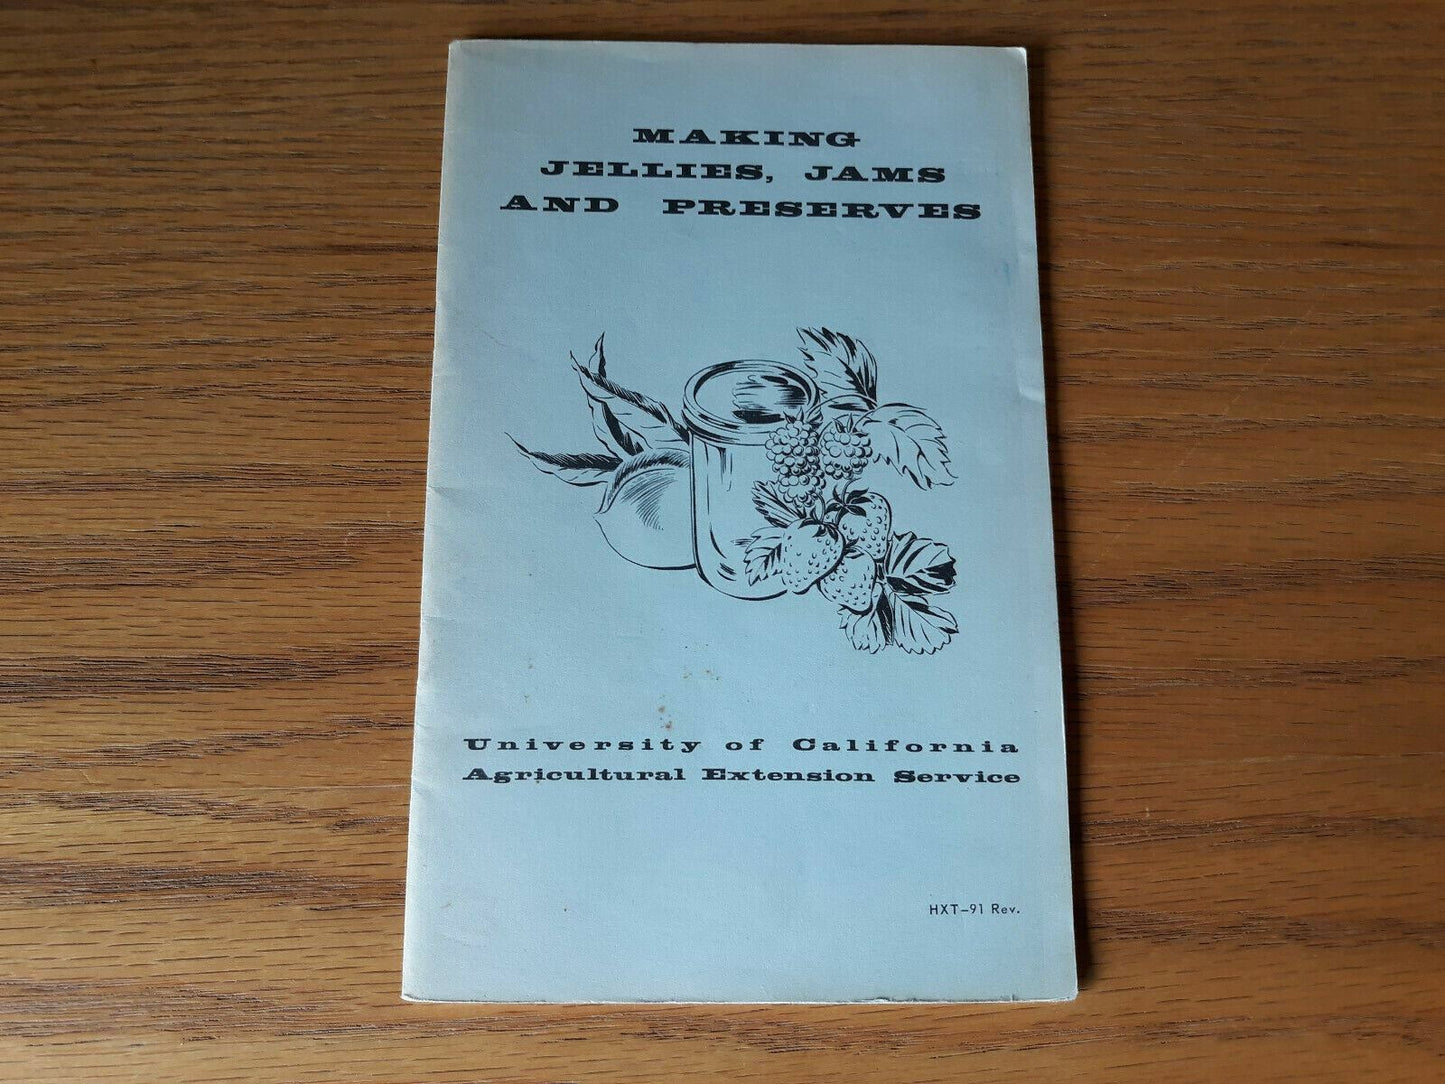 MAKING
JELLIES, JAMS
AND PRESERVES
University of California
Agricultural Extension Service
HXT-91 Rev.